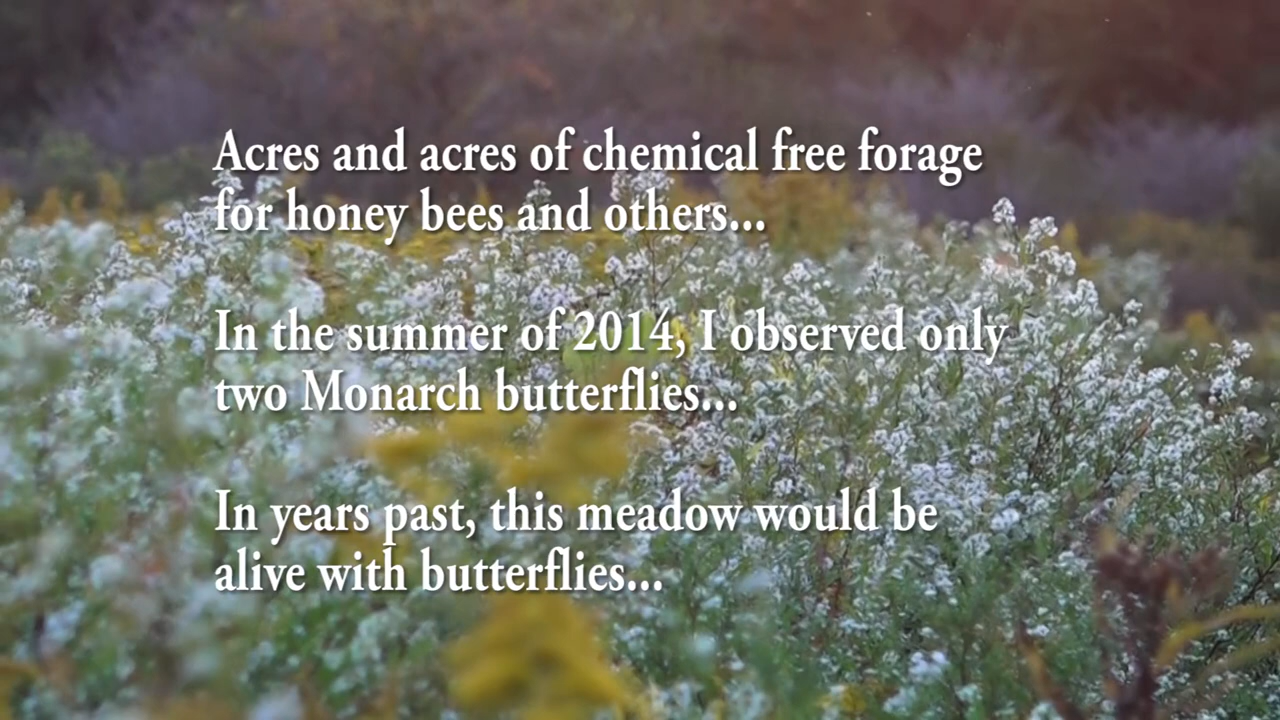 Acres and acres of chemical free forage
for honey bees and others...
In the summer of 2014, I observed only
two Monarch butterflies...
In years past, this meadow would be
alive with butterflies...